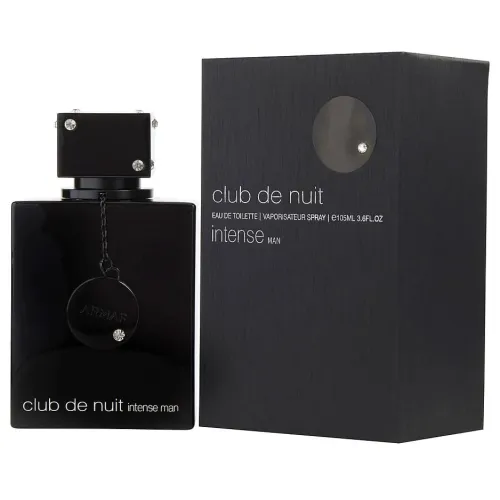 club de nuit
EAU DE TOILETTE | VAPORISATEUR SPRAY | ℮105ML 3.6FL.OZ
intense MAN
ARMAF
club de nuit intense man